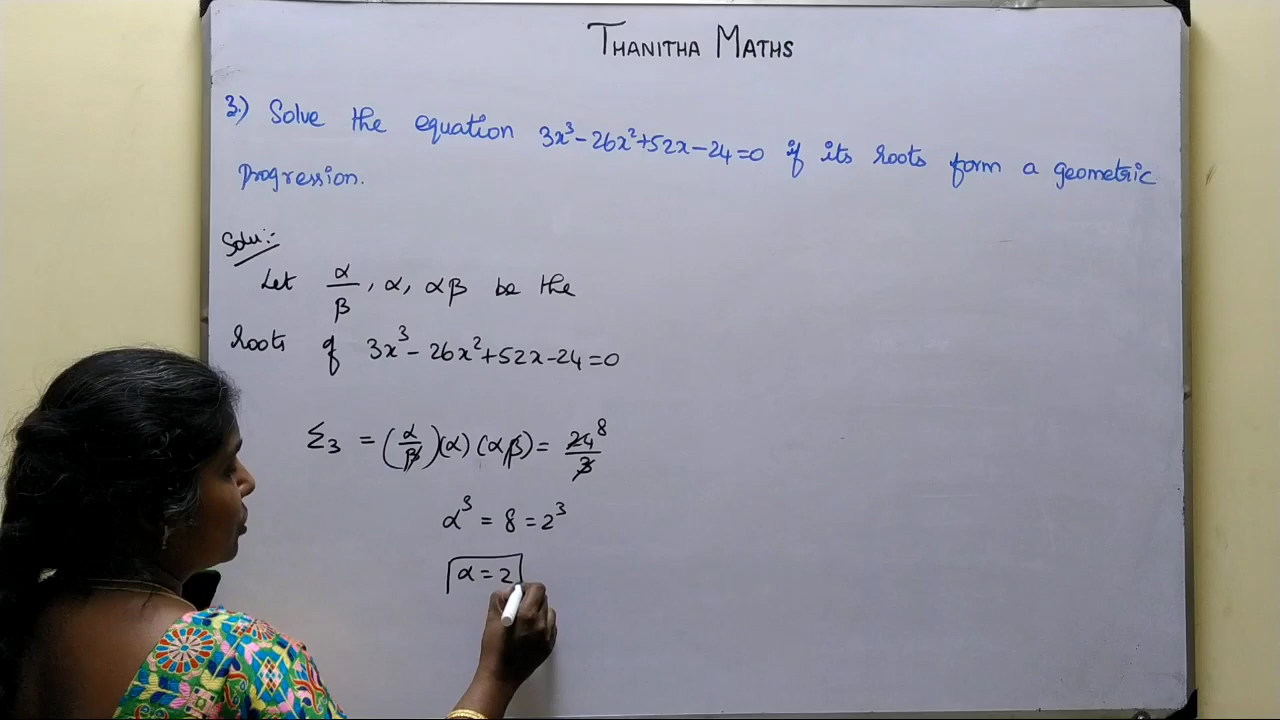 THANITHA MATHS
3.) Solve the equation 3x³-26x²+52x-24=0 if its roots form a geometric
progression.
Solu:-
Let α/β, α, αβ be the
roots of 3x³-26x²+52x-24=0
Σ₃ = (α/β)(α)(αβ) = 24/3 8
α³ = 8 = 2³
α = 2